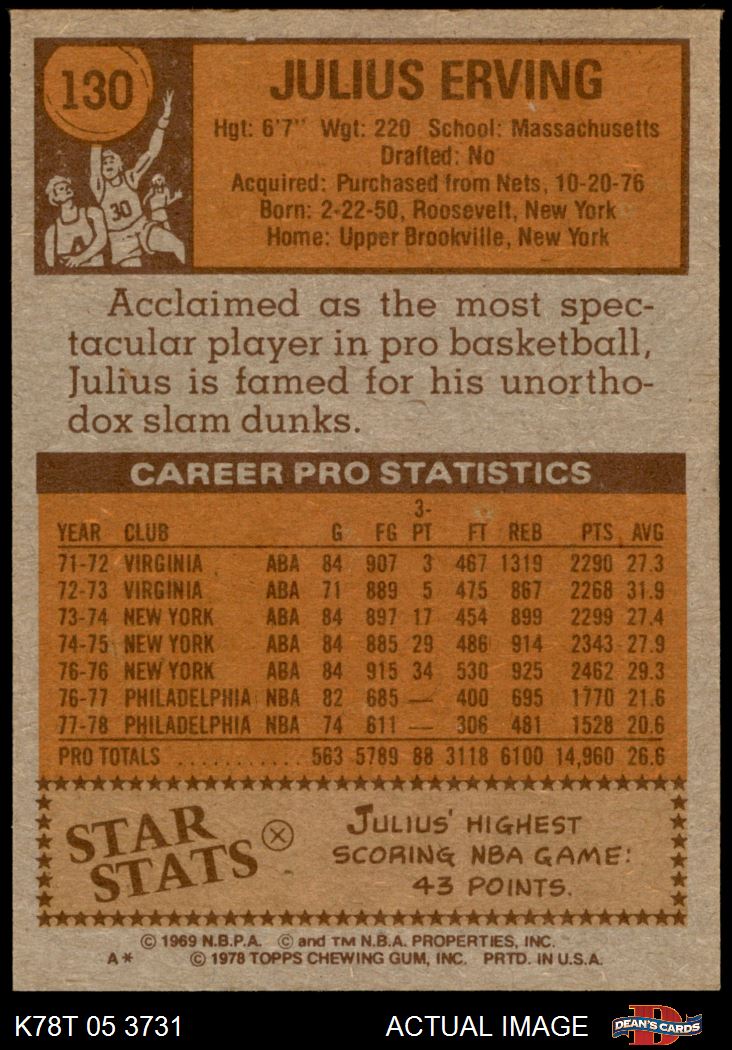 130
30
JULIUS ERVING
Hgt: 6'7" Wgt: 220 School: Massachusetts
Drafted: No
Acquired: Purchased from Nets, 10-20-76
Born: 2-22-50, Roosevelt, New York
Home: Upper Brookville, New York
Acclaimed as the most spec-
tacular player in pro basketball,
Julius is famed for his unortho-
dox slam dunks.
CAREER PRO STATISTICS
YEAR CLUB G FG 3-PT FT REB PTS AVG
71-72 VIRGINIA ABA 84 907 3 467 1319 2290 27.3
72-73 VIRGINIA ABA 71 889 5 475 867 2268 31.9
73-74 NEW YORK ABA 84 897 17 454 899 2299 27.4
74-75 NEW YORK ABA 84 885 29 486 914 2343 27.9
76-76 NEW YORK ABA 84 915 34 530 925 2462 29.3
76-77 PHILADELPHIA NBA 82 685 — 400 695 1770 21.6
77-78 PHILADELPHIA NBA 74 611 — 306 481 1528 20.6
PRO TOTALS ........... 563 5789 88 3118 6100 14,960 26.6
STAR
STATS
JULIUS' HIGHEST
SCORING NBA GAME:
43 POINTS.
© 1969 N.B.P.A. © and TM N.B.A. PROPERTIES, INC.
A* © 1978 TOPPS CHEWING GUM, INC. PRTD. IN U.S.A.
K78T 05 3731 ACTUAL IMAGE DEAN'S CARDS